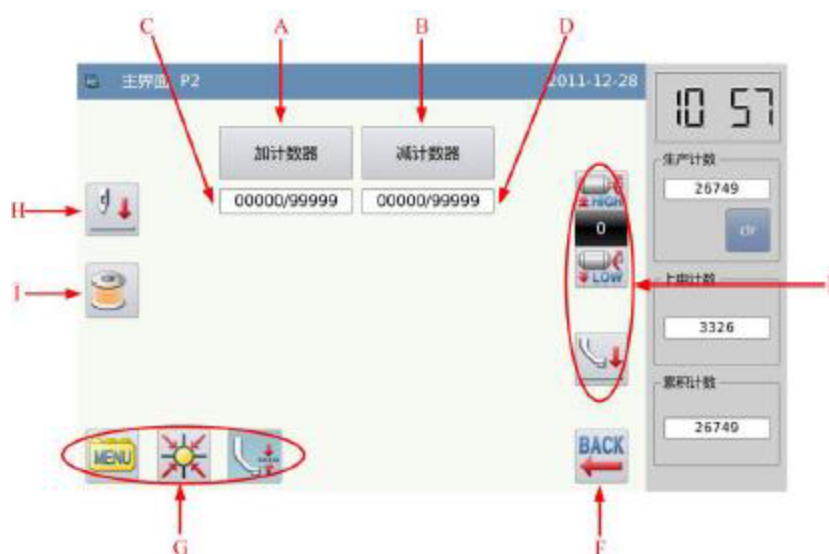 C A B D
主界面 P2 2011-12-28
10 57
加计数器 减计数器
生产计数
00000/99999 00000/99999
26749
HIGH
clr
0
H
LOW
I
上电计数
3326
累积计数
26749
MENU
BACK
G F